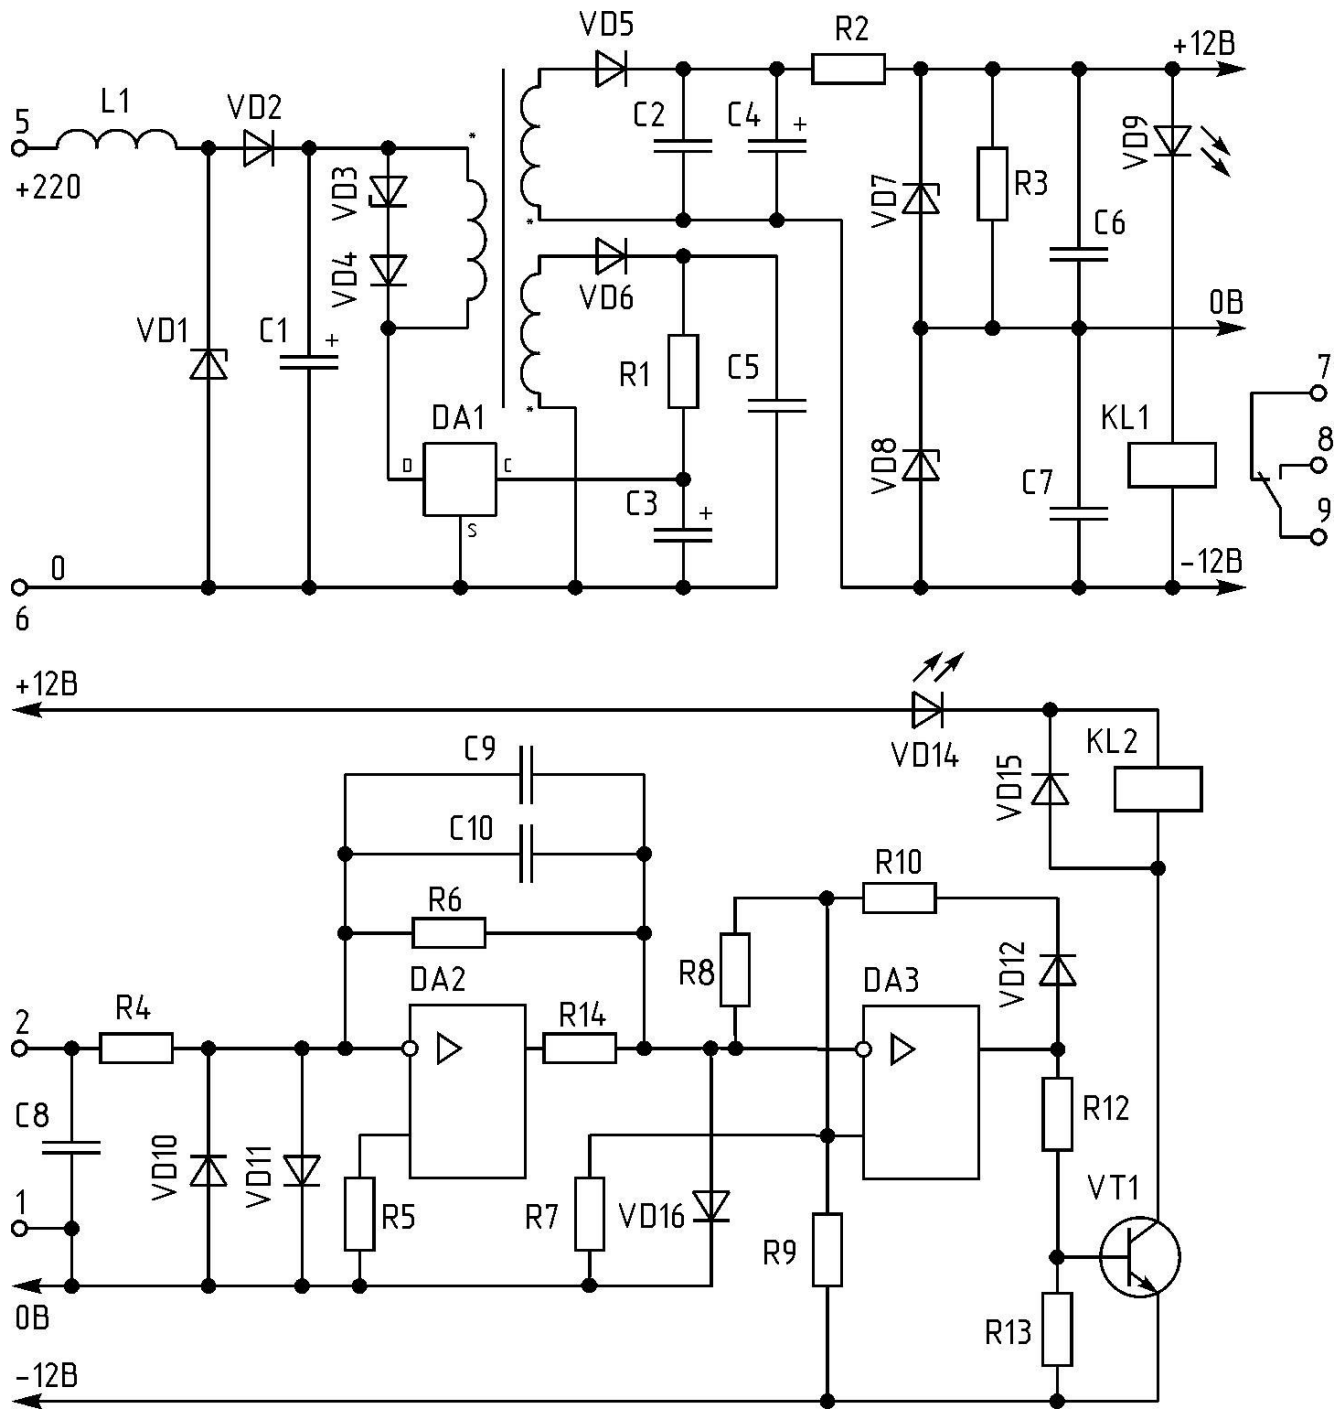 VD5
R2
+12В
L1
5
VD2
*
C2
C4
+
VD9
+220
VD3
R3
VD7
*
C6
VD4
VD6
0В
VD1
C1
+
R1
C5
7
*
DA1
KL1
8
D
C
VD8
C7
C3
+
9
S
0
-12В
6
+12В
C9
VD14
KL2
VD15
C10
R10
R6
R8
VD12
DA2
DA3
2
R4
R14
C8
R12
VD10
VD11
VT1
1
R5
R7
VD16
R9
0В
R13
-12В